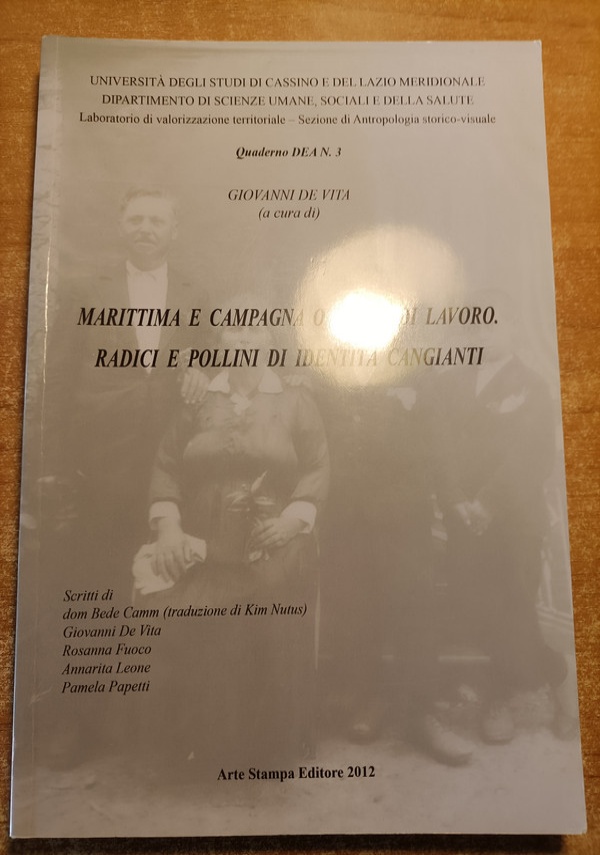 UNIVERSITÀ DEGLI STUDI DI CASSINO E DEL LAZIO MERIDIONALE
DIPARTIMENTO DI SCIENZE UMANE, SOCIALI E DELLA SALUTE
Laboratorio di valorizzazione territoriale – Sezione di Antropologia storico-visuale
Quaderno DEA N. 3
GIOVANNI DE VITA
(a cura di)
MARITTIMA E CAMPAGNA DI LAVORO.
RADICI E POLLINI DI IDENTITÀ CANGIANTI
Scritti di
dom Bede Camm (traduzione di Kim Nutus)
Giovanni De Vita
Rosanna Fuoco
Annarita Leone
Pamela Papetti
Arte Stampa Editore 2012